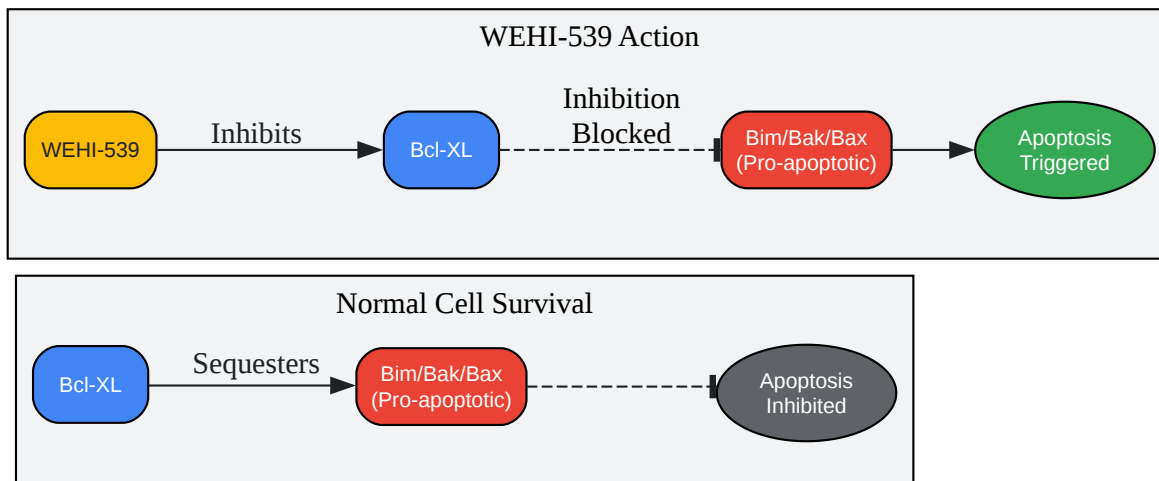 WEHI-539 Action
WEHI-539
Inhibits
Bcl-XL
Inhibition
Blocked
Bim/Bak/Bax
(Pro-apoptotic)
Apoptosis
Triggered
Normal Cell Survival
Bcl-XL
Sequesters
Bim/Bak/Bax
(Pro-apoptotic)
Apoptosis
Inhibited